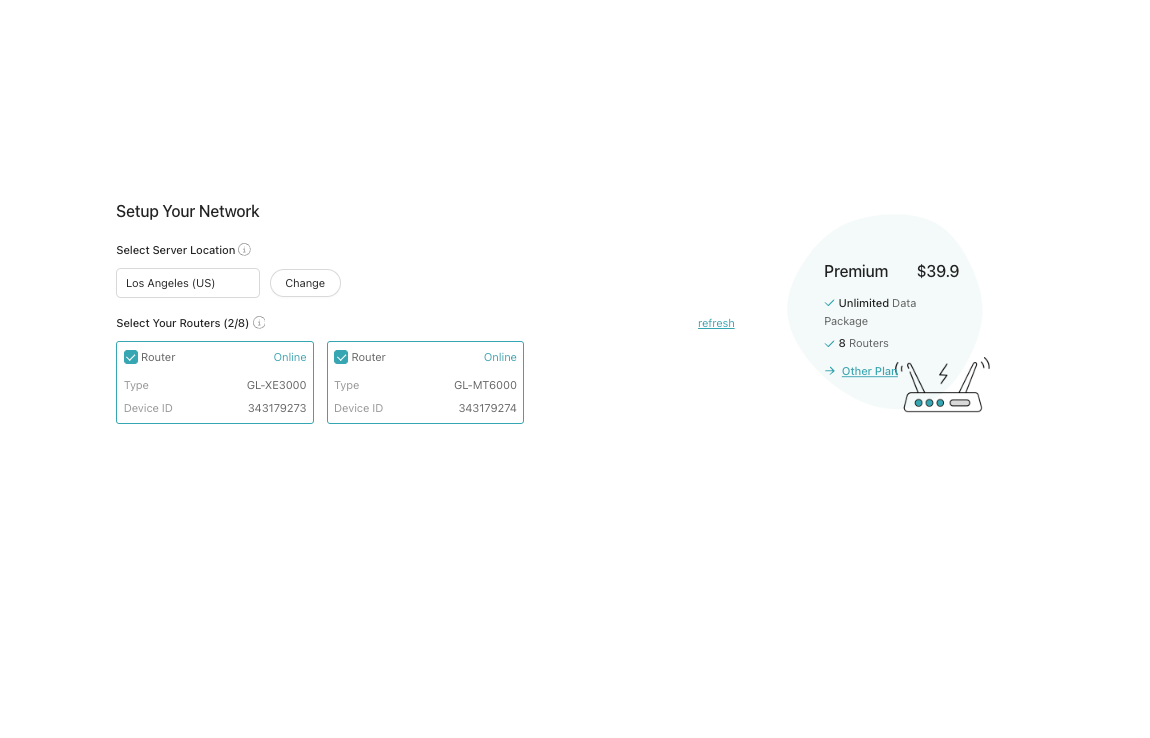 Setup Your Network
Select Server Location
Los Angeles (US)
Change
Select Your Routers (2/8)
refresh
Router Online
Type GL-XE3000
Device ID 343179273
Router Online
Type GL-MT6000
Device ID 343179274
Premium $39.9
Unlimited Data
Package
8 Routers
Other Plan